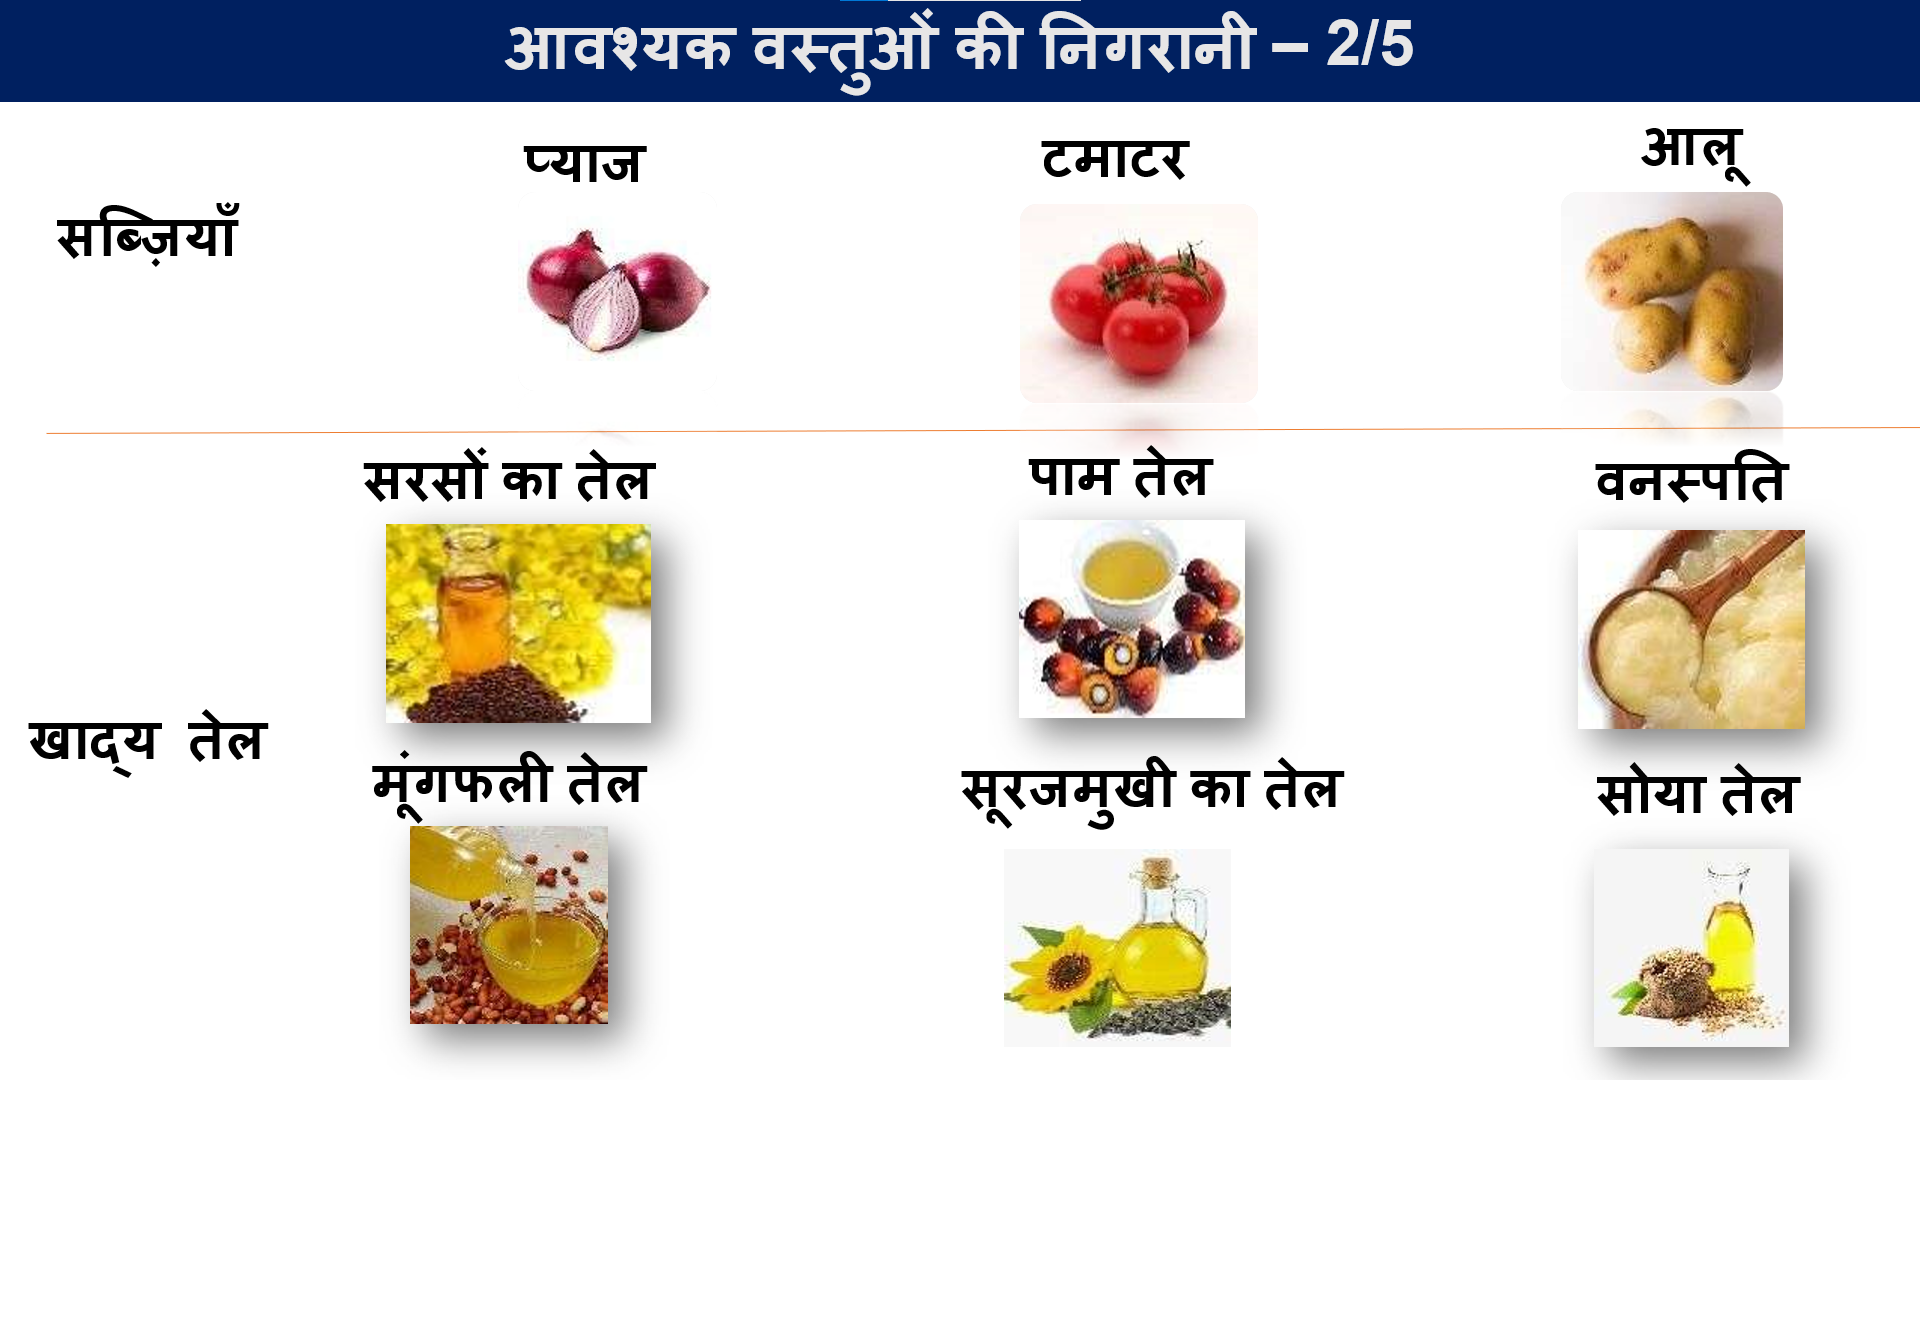 आवश्यक वस्तुओं की निगरानी – 2/5
प्याज
टमाटर
आलू
सब्ज़ियाँ
सरसों का तेल
पाम तेल
वनस्पति
खाद्य तेल
मूंगफली तेल
सूरजमुखी का तेल
सोया तेल